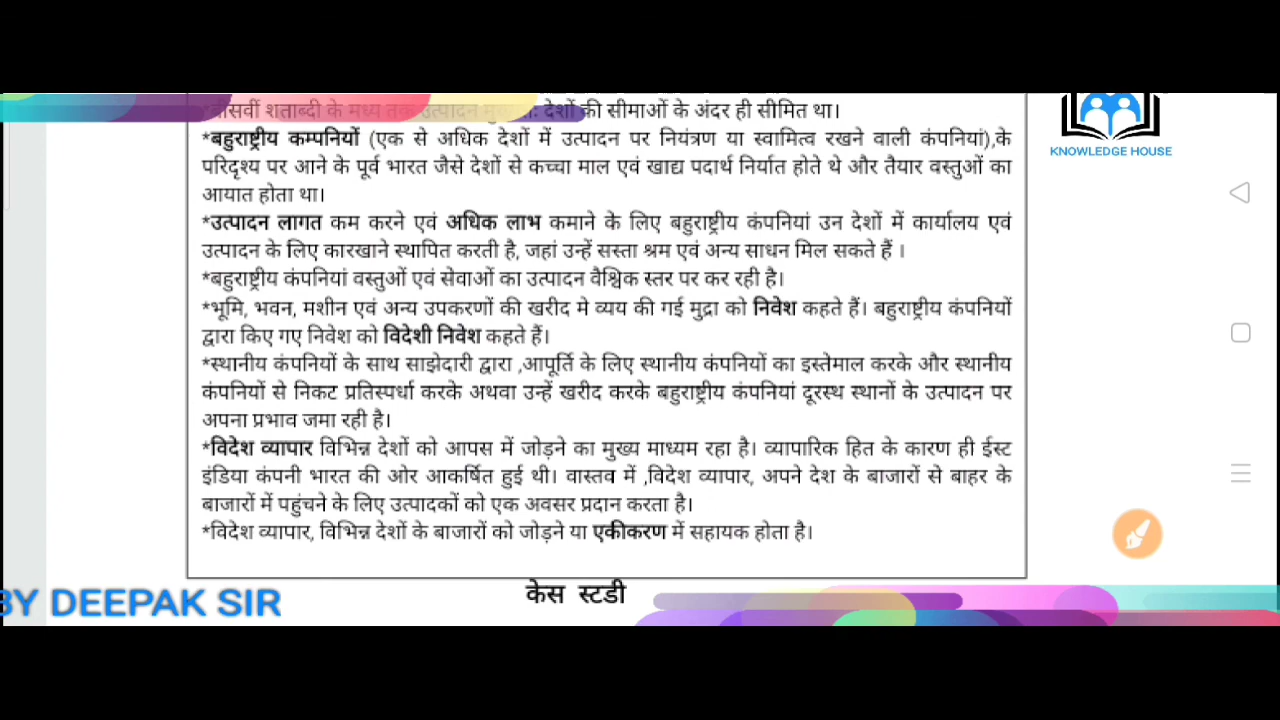 *बीसवीं शताब्दी के मध्य तक उत्पादन मुख्यतः देशों की सीमाओं के अंदर ही सीमित था।
*बहुराष्ट्रीय कम्पनियों (एक से अधिक देशों में उत्पादन पर नियंत्रण या स्वामित्व रखने वाली कंपनियां),के
परिदृश्य पर आने के पूर्व भारत जैसे देशों से कच्चा माल एवं खाद्य पदार्थ निर्यात होते थे और तैयार वस्तुओं का
आयात होता था।
*उत्पादन लागत कम करने एवं अधिक लाभ कमाने के लिए बहुराष्ट्रीय कंपनियां उन देशों में कार्यालय एवं
उत्पादन के लिए कारखाने स्थापित करती है, जहां उन्हें सस्ता श्रम एवं अन्य साधन मिल सकते हैं ।
*बहुराष्ट्रीय कंपनियां वस्तुओं एवं सेवाओं का उत्पादन वैश्विक स्तर पर कर रही है।
*भूमि, भवन, मशीन एवं अन्य उपकरणों की खरीद मे व्यय की गई मुद्रा को निवेश कहते हैं। बहुराष्ट्रीय कंपनियों
द्वारा किए गए निवेश को विदेशी निवेश कहते हैं।
*स्थानीय कंपनियों के साथ साझेदारी द्वारा ,आपूर्ति के लिए स्थानीय कंपनियों का इस्तेमाल करके और स्थानीय
कंपनियों से निकट प्रतिस्पर्धा करके अथवा उन्हें खरीद करके बहुराष्ट्रीय कंपनियां दूरस्थ स्थानों के उत्पादन पर
अपना प्रभाव जमा रही है।
*विदेश व्यापार विभिन्न देशों को आपस में जोड़ने का मुख्य माध्यम रहा है। व्यापारिक हित के कारण ही ईस्ट
इंडिया कंपनी भारत की ओर आकर्षित हुई थी। वास्तव में ,विदेश व्यापार, अपने देश के बाजारों से बाहर के
बाजारों में पहुंचने के लिए उत्पादकों को एक अवसर प्रदान करता है।
*विदेश व्यापार, विभिन्न देशों के बाजारों को जोड़ने या एकीकरण में सहायक होता है।
केस स्टडी
KNOWLEDGE HOUSE
BY DEEPAK SIR